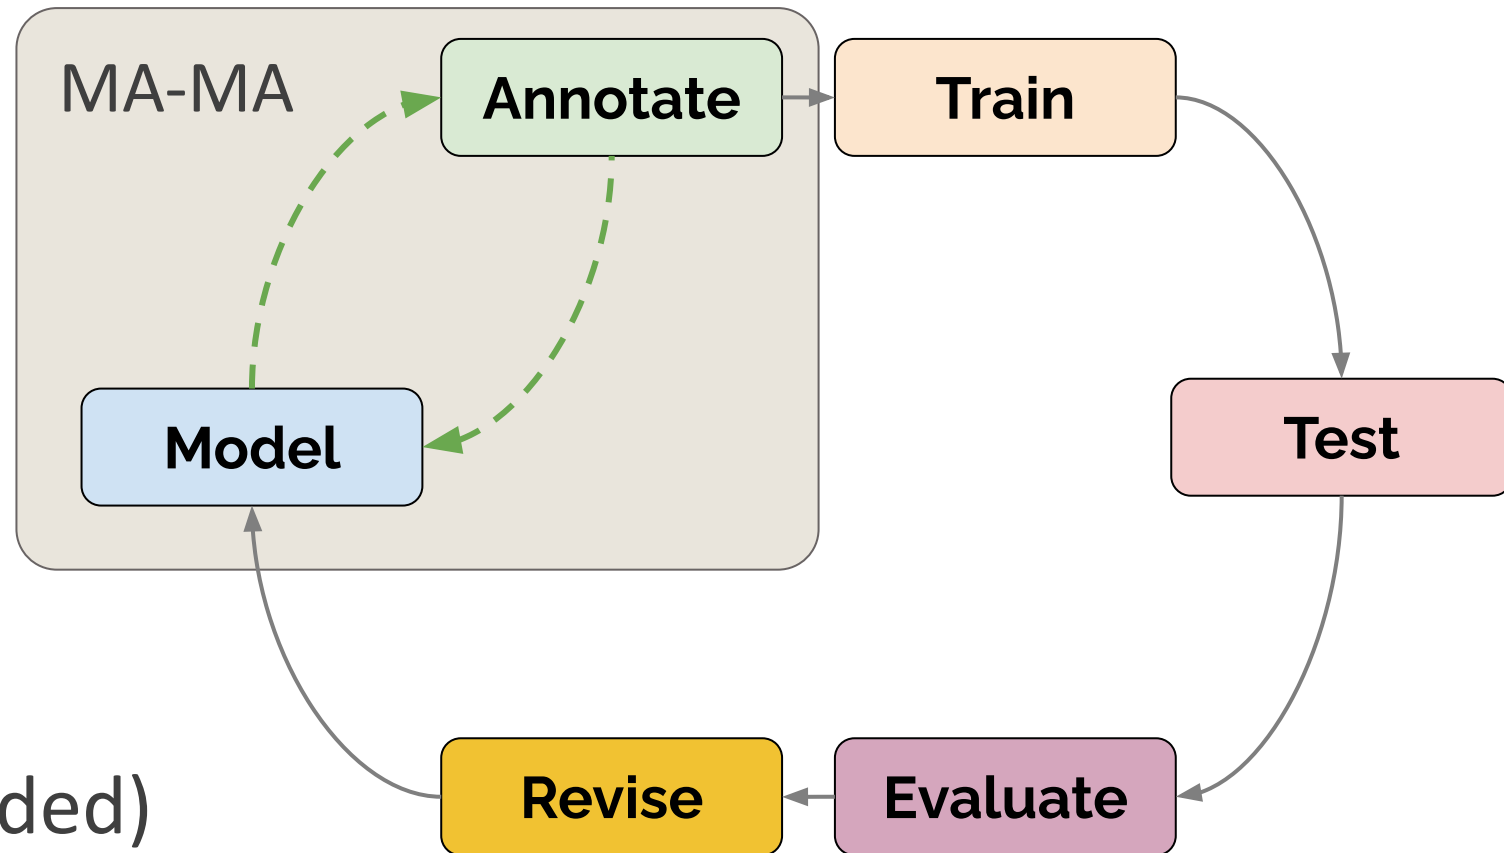 MA-MA
Annotate
Train
Model
Test
Revise
Evaluate
ded)